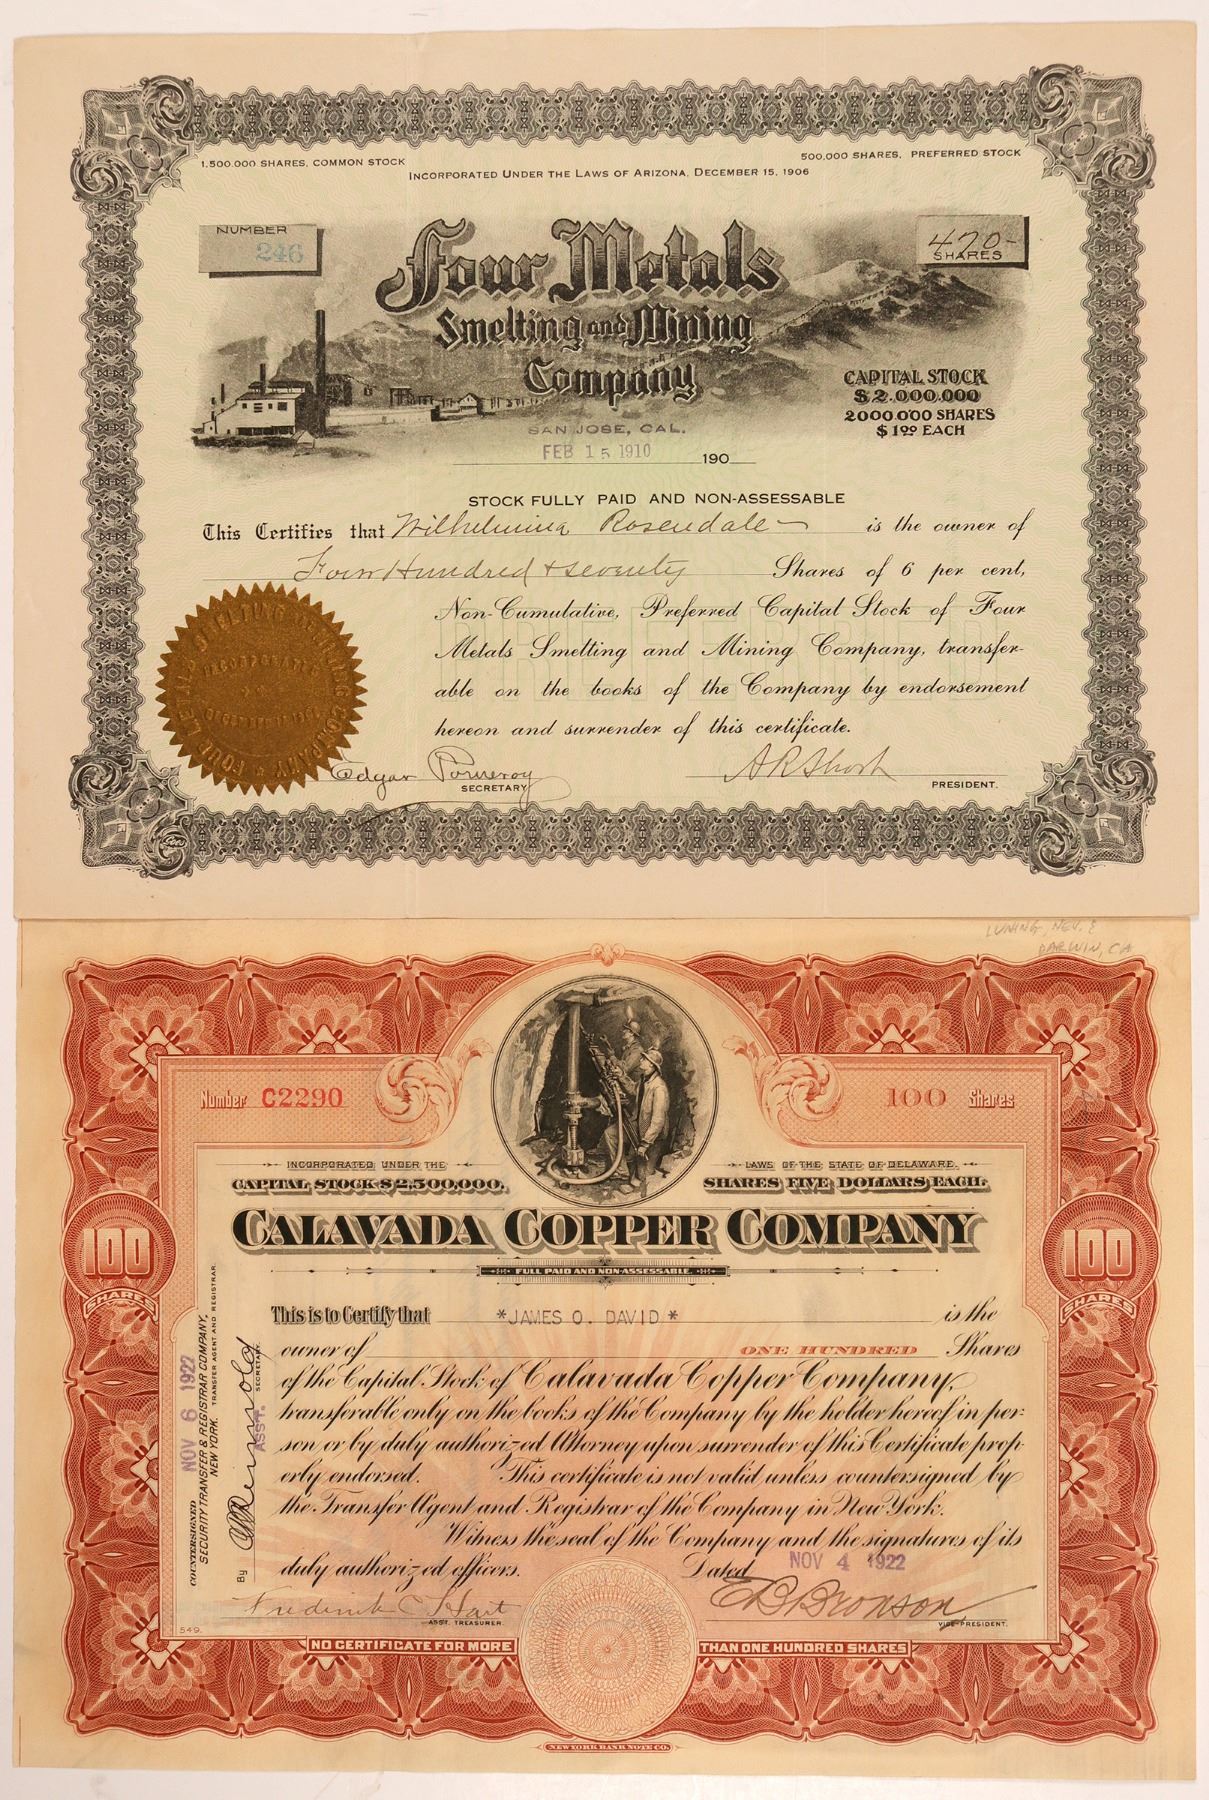 1,500,000 SHARES, COMMON STOCK
500,000 SHARES, PREFERRED STOCK
INCORPORATED UNDER THE LAWS OF ARIZONA, DECEMBER 15, 1906
NUMBER
246
470-
SHARES
Four Metals
Smelting and Mining
Company
CAPITAL STOCK
$2,000,000
2000,000 SHARES
$1.00 EACH
SAN JOSE, CAL.
FEB 15 1910 190
STOCK FULLY PAID AND NON-ASSESSABLE
This Certifies that Wilhelmina Rosendale is the owner of
Four Hundred + seventy Shares of 6 per cent,
Non-Cumulative, Preferred Capital Stock of Four
Metals Smelting and Mining Company, transfer-
able on the books of the Company by endorsement
hereon and surrender of this certificate.
FOUR METALS SMELTING & MINING COMPANY
INCORPORATED
Edgar Pomeroy
SECRETARY
PRESIDENT.
LUNING, NEV. &
DARWIN, CA
Number C2290
100 Shares
INCORPORATED UNDER THE
LAWS OF THE STATE OF DELAWARE.
CAPITAL STOCK $2,500,000.
SHARES FIVE DOLLARS EACH.
CALAVADA COPPER COMPANY
FULL PAID AND NON-ASSESSABLE.
100
SHARES
100
SHARES
This is to Certify that *JAMES O. DAVID* is the
owner of ONE HUNDRED Shares
of the Capital Stock of Calavada Copper Company,
transferable only on the books of the Company by the holder hereof in per-
son or by duly authorized Attorney upon surrender of this Certificate prop-
erly endorsed. This certificate is not valid unless countersigned by
the Transfer Agent and Registrar of the Company in New York.
Witness the seal of the Company and the signatures of its
duly authorized officers. Dated NOV 4 1922
Frederick C Hart
ASST. TREASURER.
E B Bronson
VICE-PRESIDENT.
COUNTERSIGNED NOV 6 1922
SECURITY TRANSFER & REGISTRAR COMPANY,
NEW YORK. TRANSFER AGENT AND REGISTRAR.
By
ASS'T. SECRETARY.
549.
NO CERTIFICATE FOR MORE THAN ONE HUNDRED SHARES
NEW YORK BANK NOTE CO.